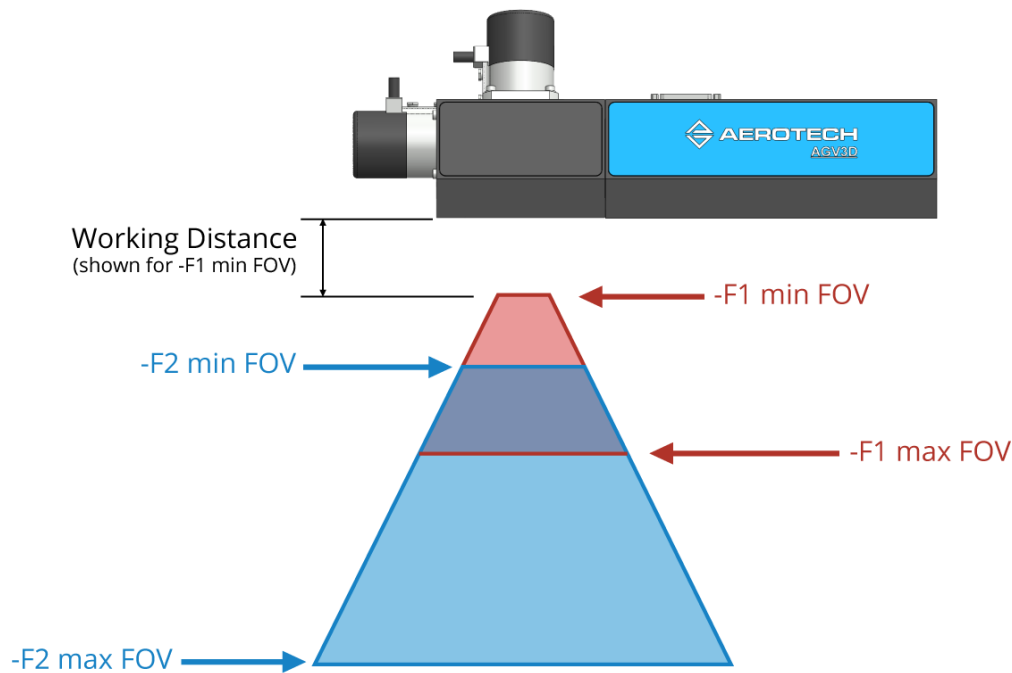 AEROTECH
AGV3D
Working Distance
(shown for -F1 min FOV)
-F1 min FOV
-F2 min FOV
-F1 max FOV
-F2 max FOV